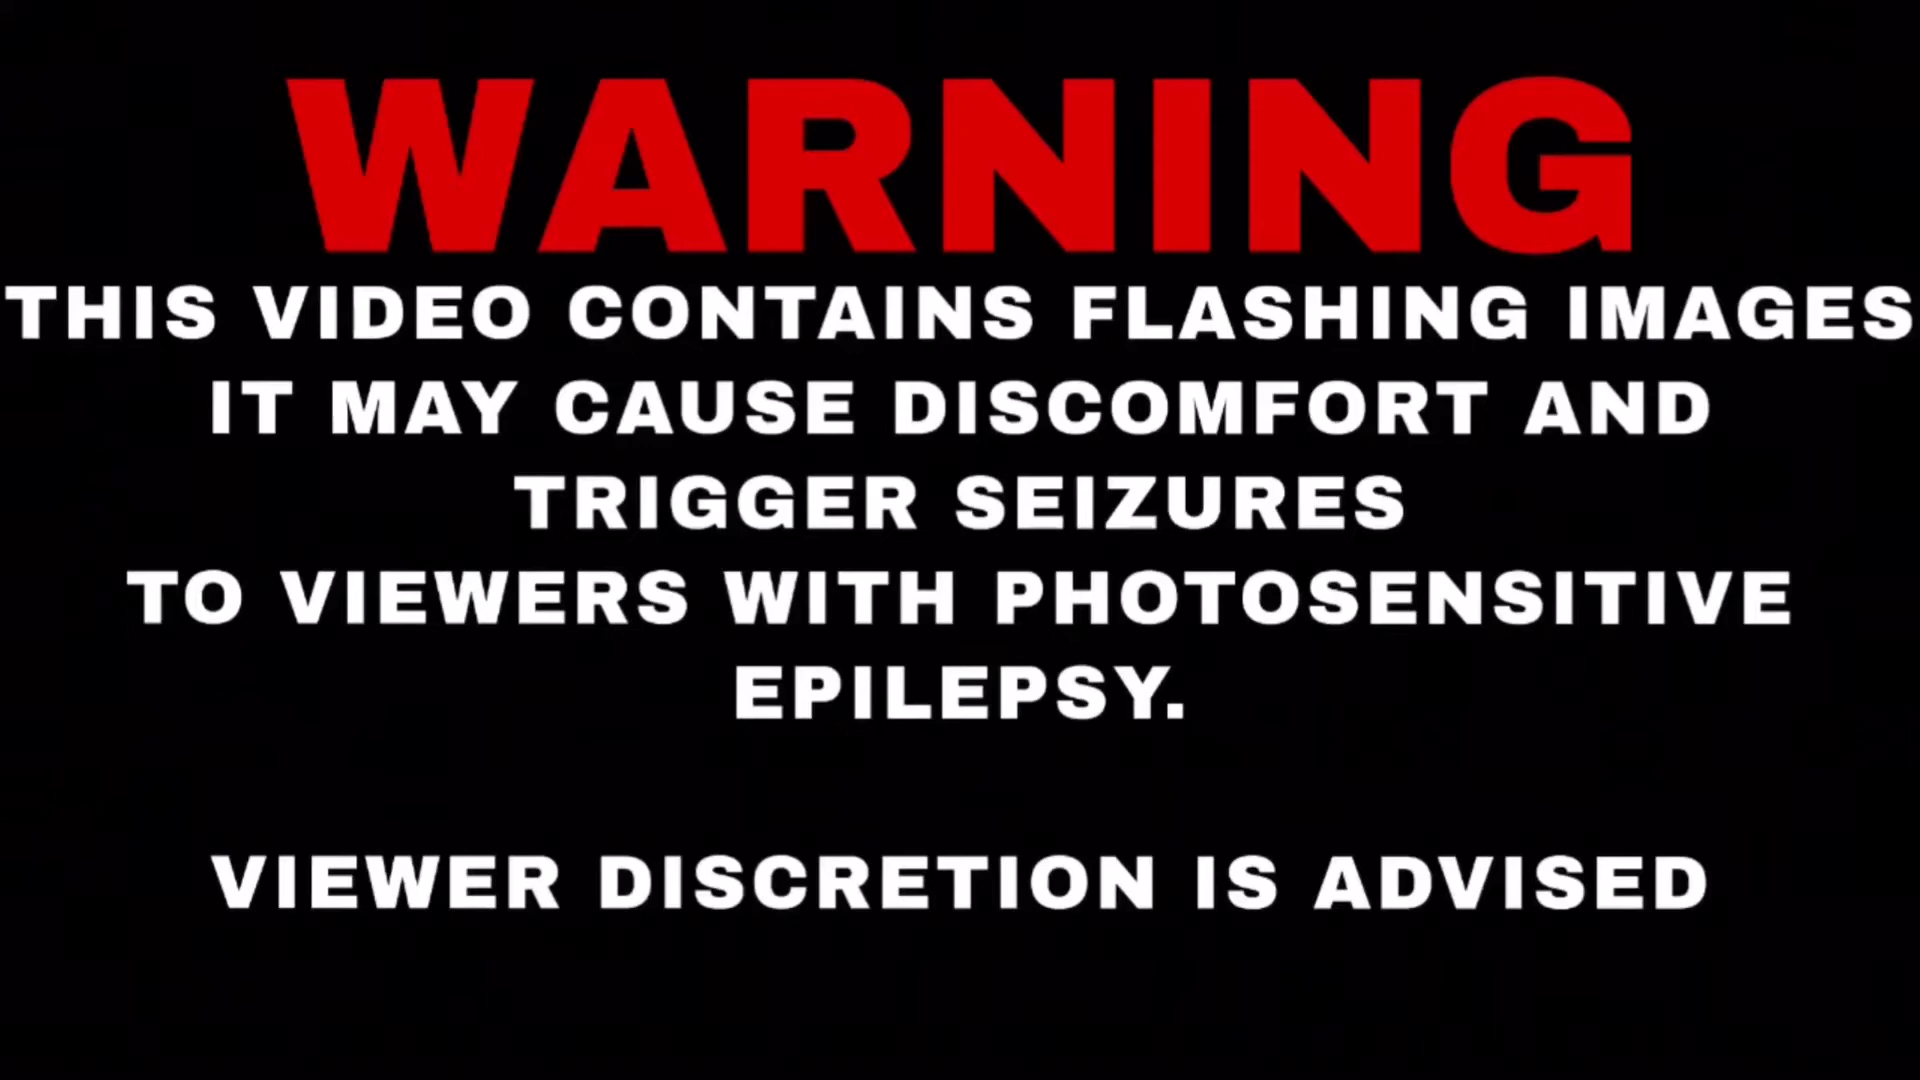 WARNING
THIS VIDEO CONTAINS FLASHING IMAGES
IT MAY CAUSE DISCOMFORT AND
TRIGGER SEIZURES
TO VIEWERS WITH PHOTOSENSITIVE
EPILEPSY.
VIEWER DISCRETION IS ADVISED